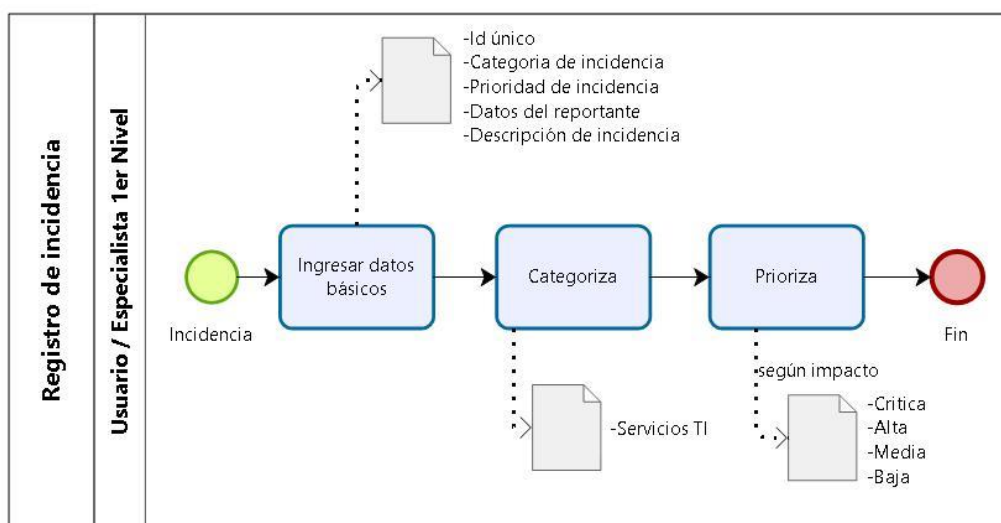 Registro de incidencia
Usuario / Especialista 1er Nivel
-Id único
-Categoria de incidencia
-Prioridad de incidencia
-Datos del reportante
-Descripción de incidencia
Incidencia
Ingresar datos
básicos
Categoriza
Prioriza
Fin
-Servicios TI
según impacto
-Critica
-Alta
-Media
-Baja